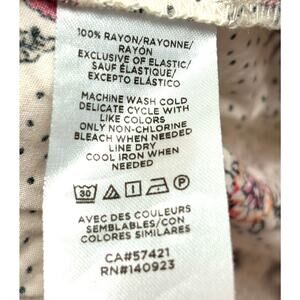 100% RAYON/RAYONNE/
RAYÓN
EXCLUSIVE OF ELASTIC/
SAUF ÉLASTIQUE/
EXCEPTO ELÁSTICO
MACHINE WASH COLD
DELICATE CYCLE WITH
LIKE COLORS
ONLY NON-CHLORINE
BLEACH WHEN NEEDED
LINE DRY
COOL IRON WHEN
NEEDED
30 P
AVEC DES COULEURS
SEMBLABLES/CON
COLORES SIMILARES
CA#57421
RN#140923